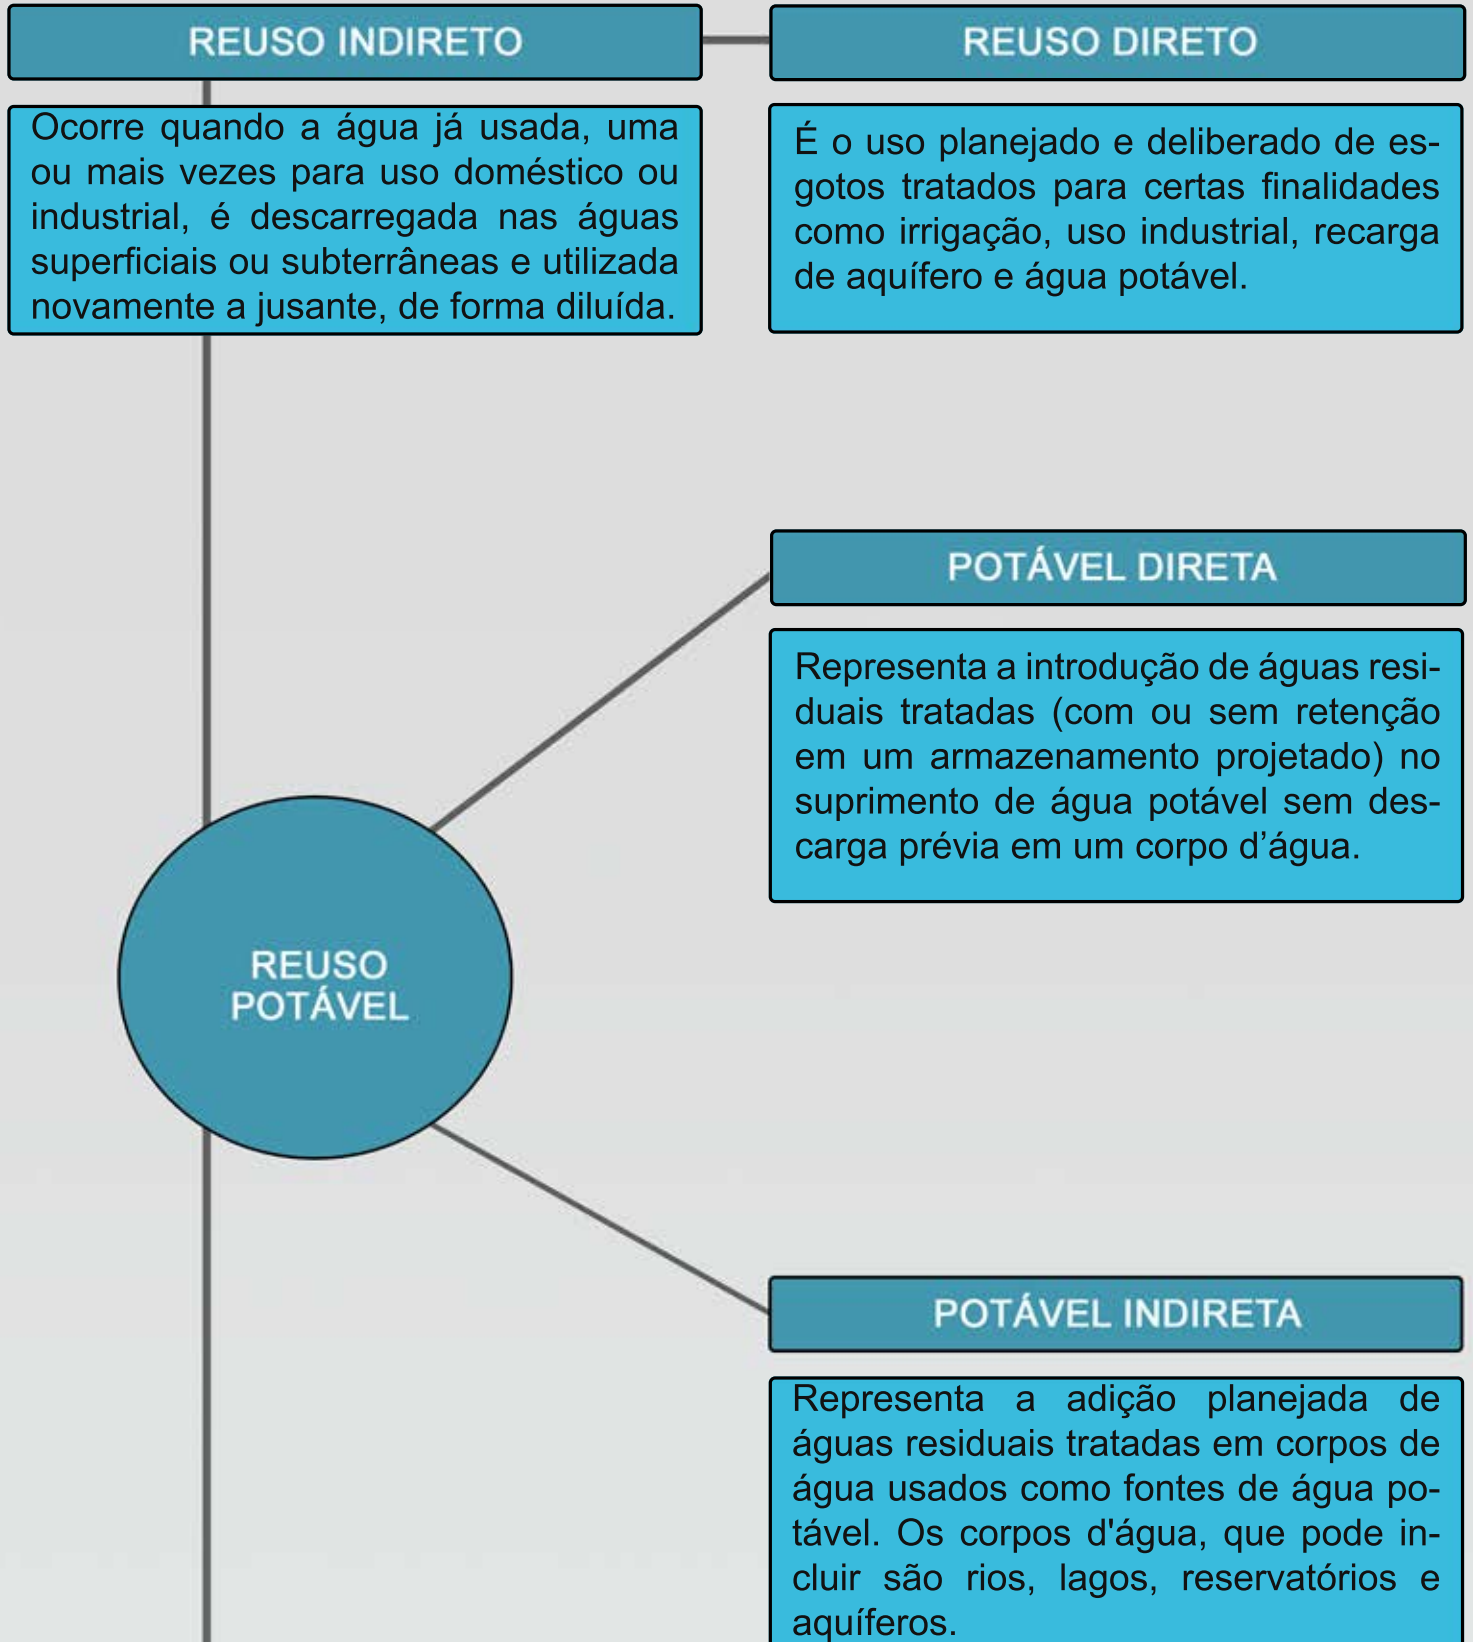 REUSO INDIRETO
Ocorre quando a água já usada, uma
ou mais vezes para uso doméstico ou
industrial, é descarregada nas águas
superficiais ou subterrâneas e utilizada
novamente a jusante, de forma diluída.
REUSO DIRETO
É o uso planejado e deliberado de es-
gotos tratados para certas finalidades
como irrigação, uso industrial, recarga
de aquífero e água potável.
REUSO
POTÁVEL
POTÁVEL DIRETA
Representa a introdução de águas resi-
duais tratadas (com ou sem retenção
em um armazenamento projetado) no
suprimento de água potável sem des-
carga prévia em um corpo d’água.
POTÁVEL INDIRETA
Representa a adição planejada de
águas residuais tratadas em corpos de
água usados como fontes de água po-
tável. Os corpos d'água, que pode in-
cluir são rios, lagos, reservatórios e
aquíferos.